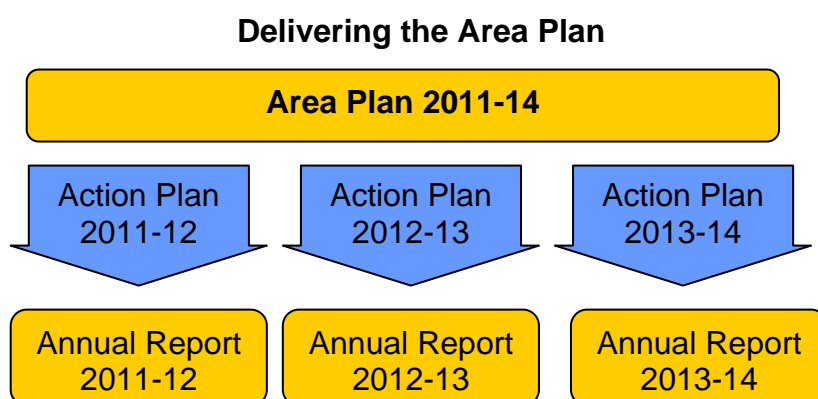 Delivering the Area Plan
Area Plan 2011-14
Action Plan
2011-12
Action Plan
2012-13
Action Plan
2013-14
Annual Report
2011-12
Annual Report
2012-13
Annual Report
2013-14